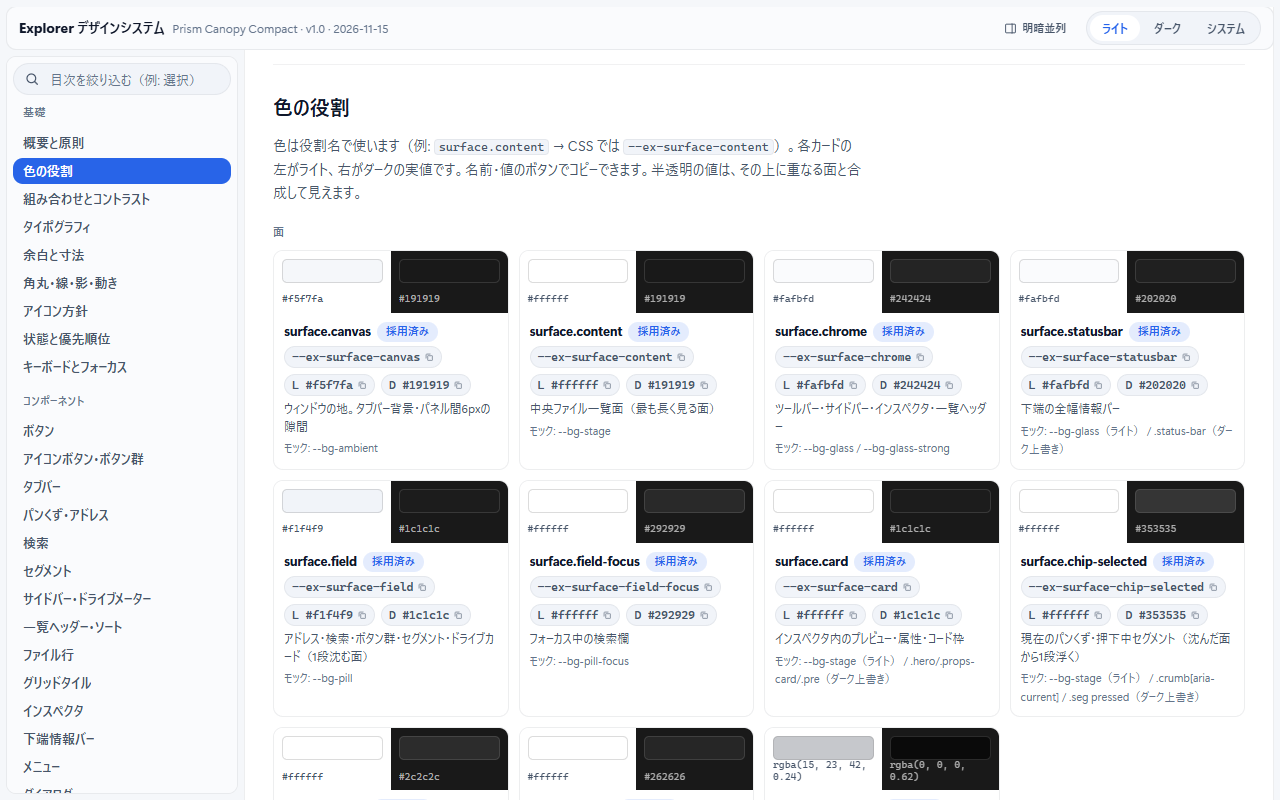 Explorer デザインシステム Prism Canopy Compact · v1.0 · 2026-11-15
明暗並列
ライト
ダーク
システム
目次を絞り込む（例: 選択）
基礎
概要と原則
色の役割
組み合わせとコントラスト
タイポグラフィ
余白と寸法
角丸・線・影・動き
アイコン方針
状態と優先順位
キーボードとフォーカス
コンポーネント
ボタン
アイコンボタン・ボタン群
タブバー
パンくず・アドレス
検索
セグメント
サイドバー・ドライブメーター
一覧ヘッダー・ソート
ファイル行
グリッドタイル
インスペクタ
下端情報バー
メニュー
ダイアログ
色の役割
色は役割名で使います（例: surface.content → CSS では --ex-surface-content）。各カードの
左がライト、右がダークの実値です。名前・値のボタンでコピーできます。半透明の値は、その上に重なる面と合
成して見えます。
面
#f5f7fa
#191919
surface.canvas 採用済み
--ex-surface-canvas
L #f5f7fa
D #191919
ウィンドウの地。タブバー背景・パネル間6pxの
隙間
モック: --bg-ambient
#ffffff
#191919
surface.content 採用済み
--ex-surface-content
L #ffffff
D #191919
中央ファイル一覧面（最も長く見る面）
モック: --bg-stage
#fafbfd
#242424
surface.chrome 採用済み
--ex-surface-chrome
L #fafbfd
D #242424
ツールバー・サイドバー・インスペクタ・一覧ヘッダ
ー
モック: --bg-glass / --bg-glass-strong
#fafbfd
#202020
surface.statusbar 採用済み
--ex-surface-statusbar
L #fafbfd
D #202020
下端の全幅情報バー
モック: --bg-glass（ライト） / .status-bar（ダー
ク上書き）
#f1f4f9
#1c1c1c
surface.field 採用済み
--ex-surface-field
L #f1f4f9
D #1c1c1c
アドレス・検索・ボタン群・セグメント・ドライブカ
ード（1段沈む面）
モック: --bg-pill
#ffffff
#292929
surface.field-focus 採用済み
--ex-surface-field-focus
L #ffffff
D #292929
フォーカス中の検索欄
モック: --bg-pill-focus
#ffffff
#1c1c1c
surface.card 採用済み
--ex-surface-card
L #ffffff
D #1c1c1c
インスペクタ内のプレビュー・属性・コード枠
モック: --bg-stage（ライト） / .hero/.props-
card/.pre（ダーク上書き）
#ffffff
#353535
surface.chip-selected 採用済み
--ex-surface-chip-selected
L #ffffff
D #353535
現在のパンくず・押下中セグメント（沈んだ面
から1段浮く）
モック: --bg-stage（ライト） / .crumb[aria-
current] / .seg pressed（ダーク上書き）
#ffffff
#2c2c2c
#ffffff
#262626
rgba(15, 23, 42,
0.24)
rgba(0, 0, 0,
0.62)